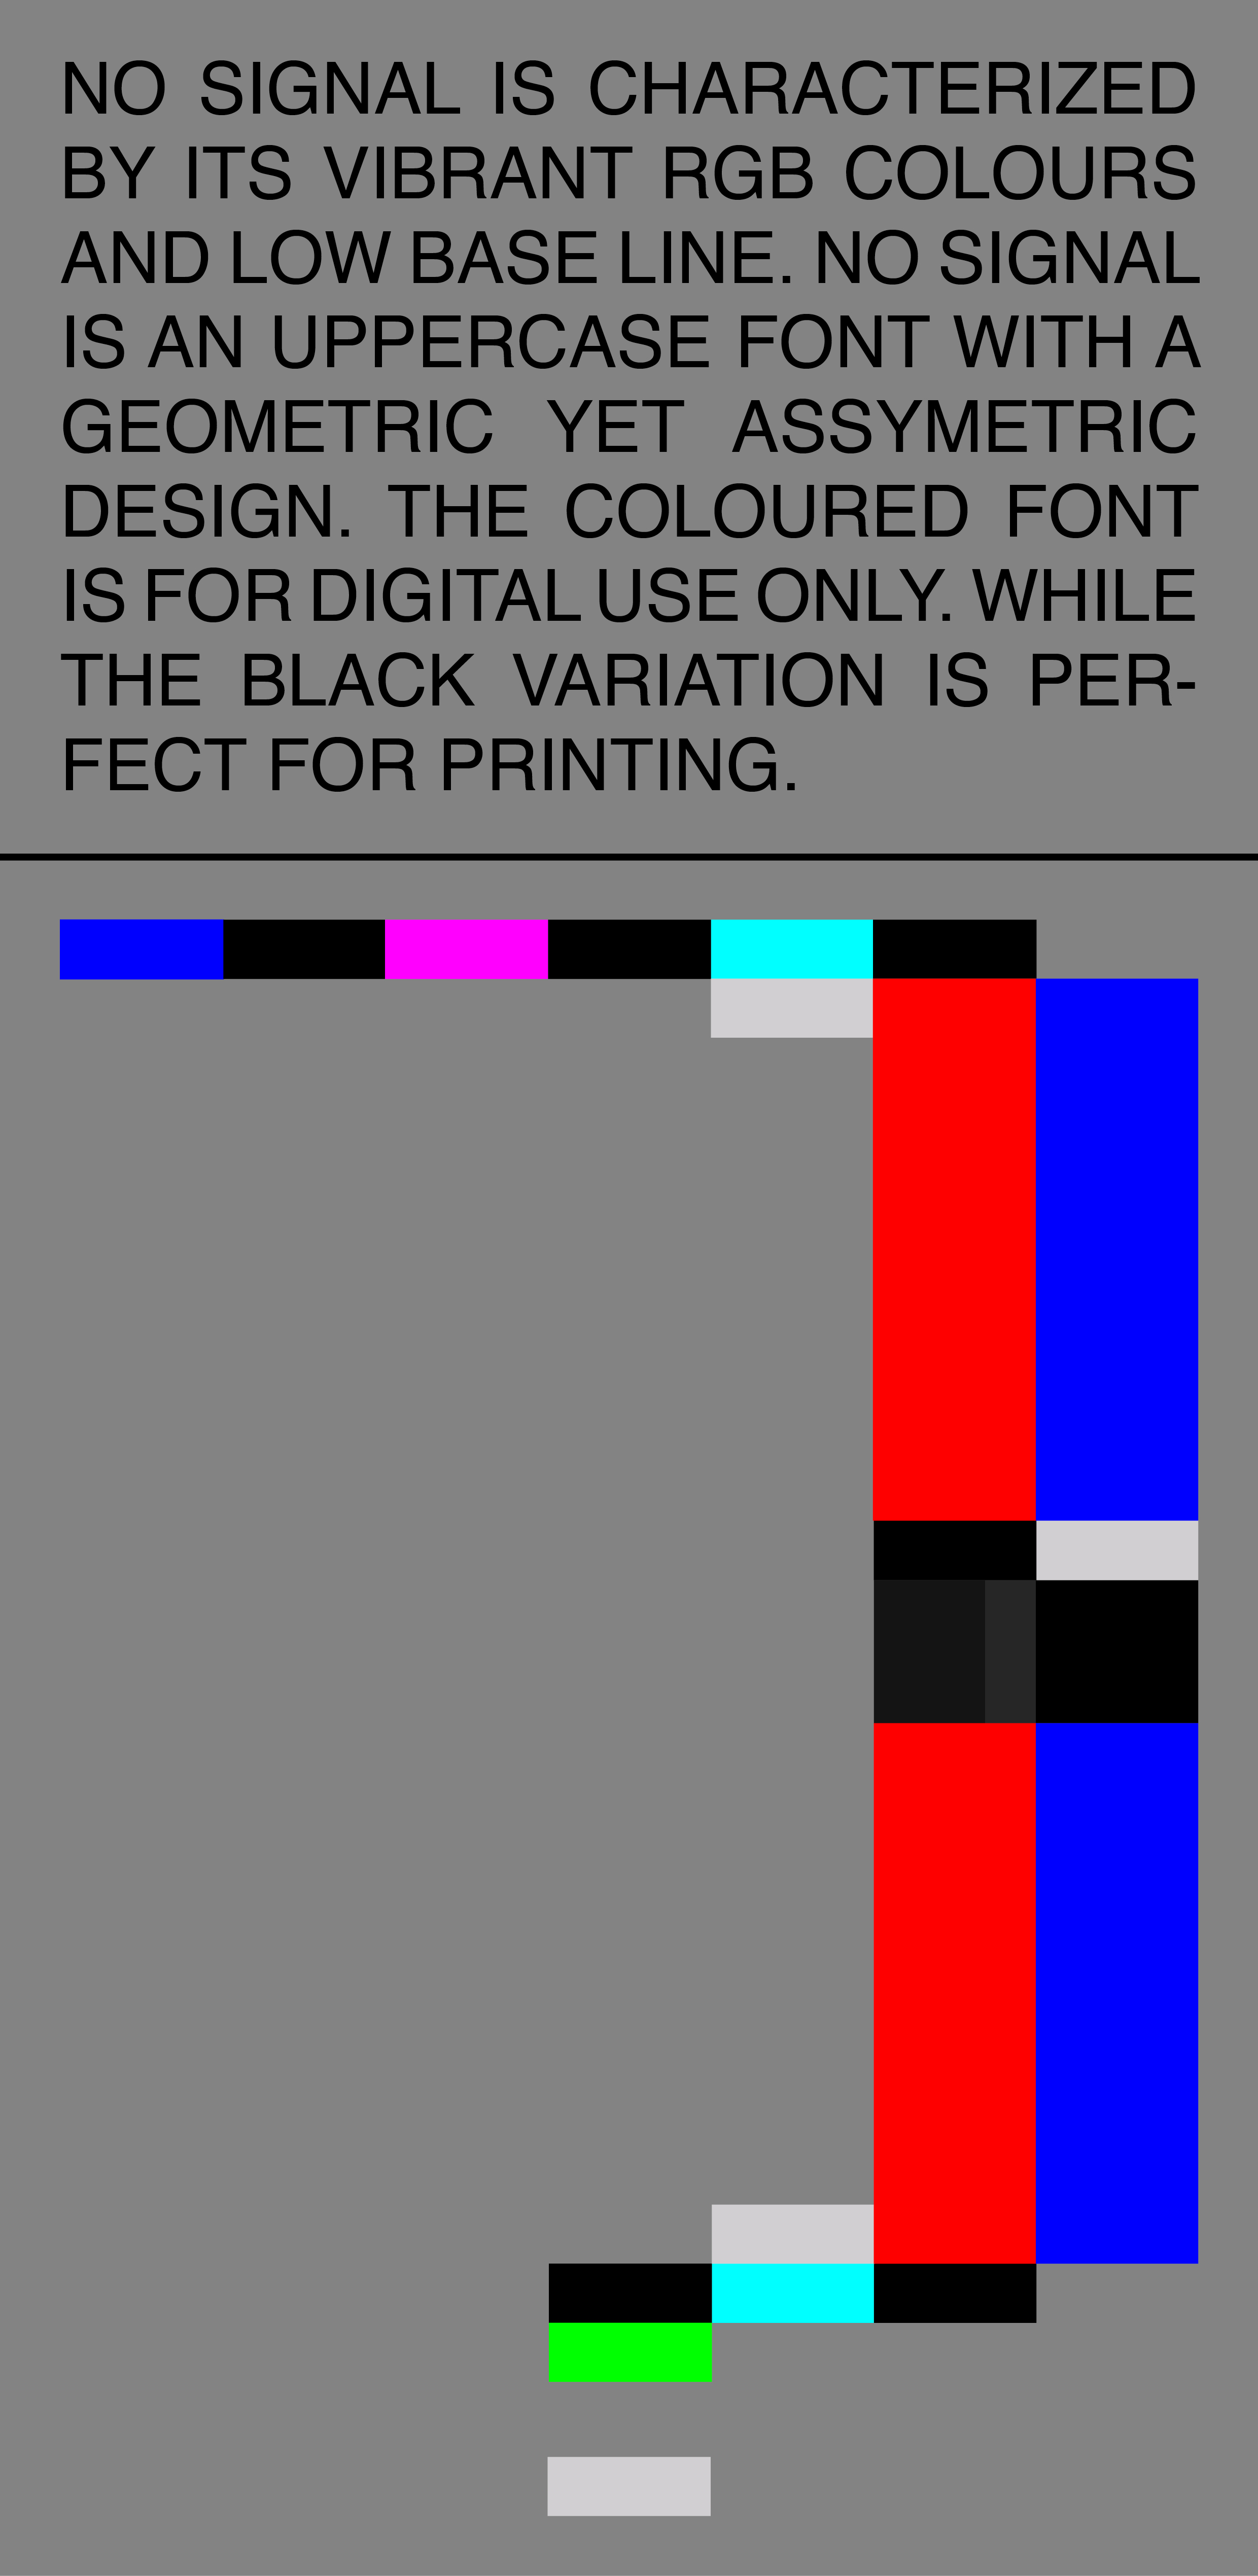 NO SIGNAL IS CHARACTERIZED
BY ITS VIBRANT RGB COLOURS
AND LOW BASE LINE. NO SIGNAL
IS AN UPPERCASE FONT WITH A
GEOMETRIC YET ASSYMETRIC
DESIGN. THE COLOURED FONT
IS FOR DIGITAL USE ONLY. WHILE
THE BLACK VARIATION IS PER-
FECT FOR PRINTING.
?